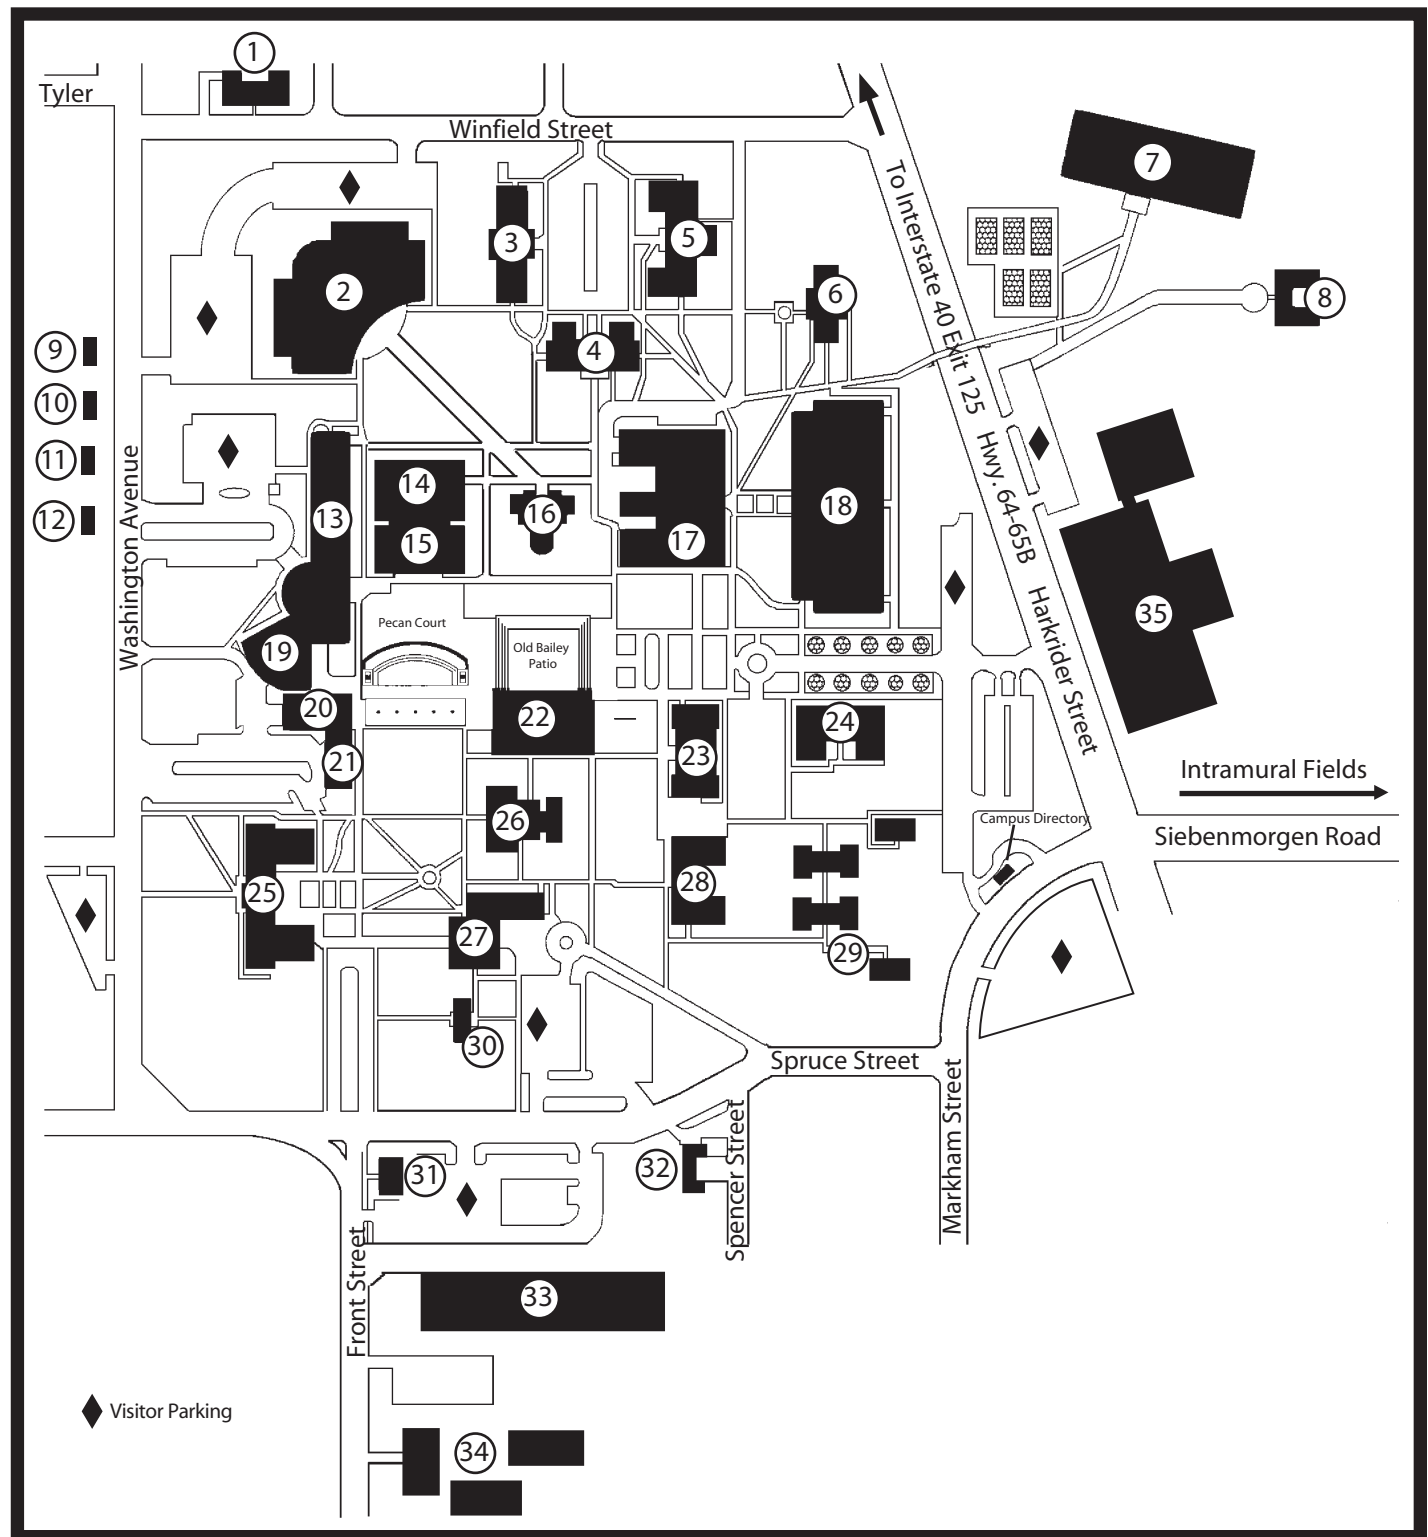 1
Tyler
Winfield Street
7
3
5
2
6
8
To Interstate 40 Exit 125 Hwy. 64-65B Harkrider Street
9
4
10
11
14
12
13
16
18
15
17
Washington Avenue
35
Pecan Court
19
Old Bailey
Patio
20
22
24
21
23
Intramural Fields
26
Campus Directory
Siebenmorgen Road
28
25
27
29
30
Spruce Street
31
32
Spencer Street
Markham Street
33
Front Street
Visitor Parking
34